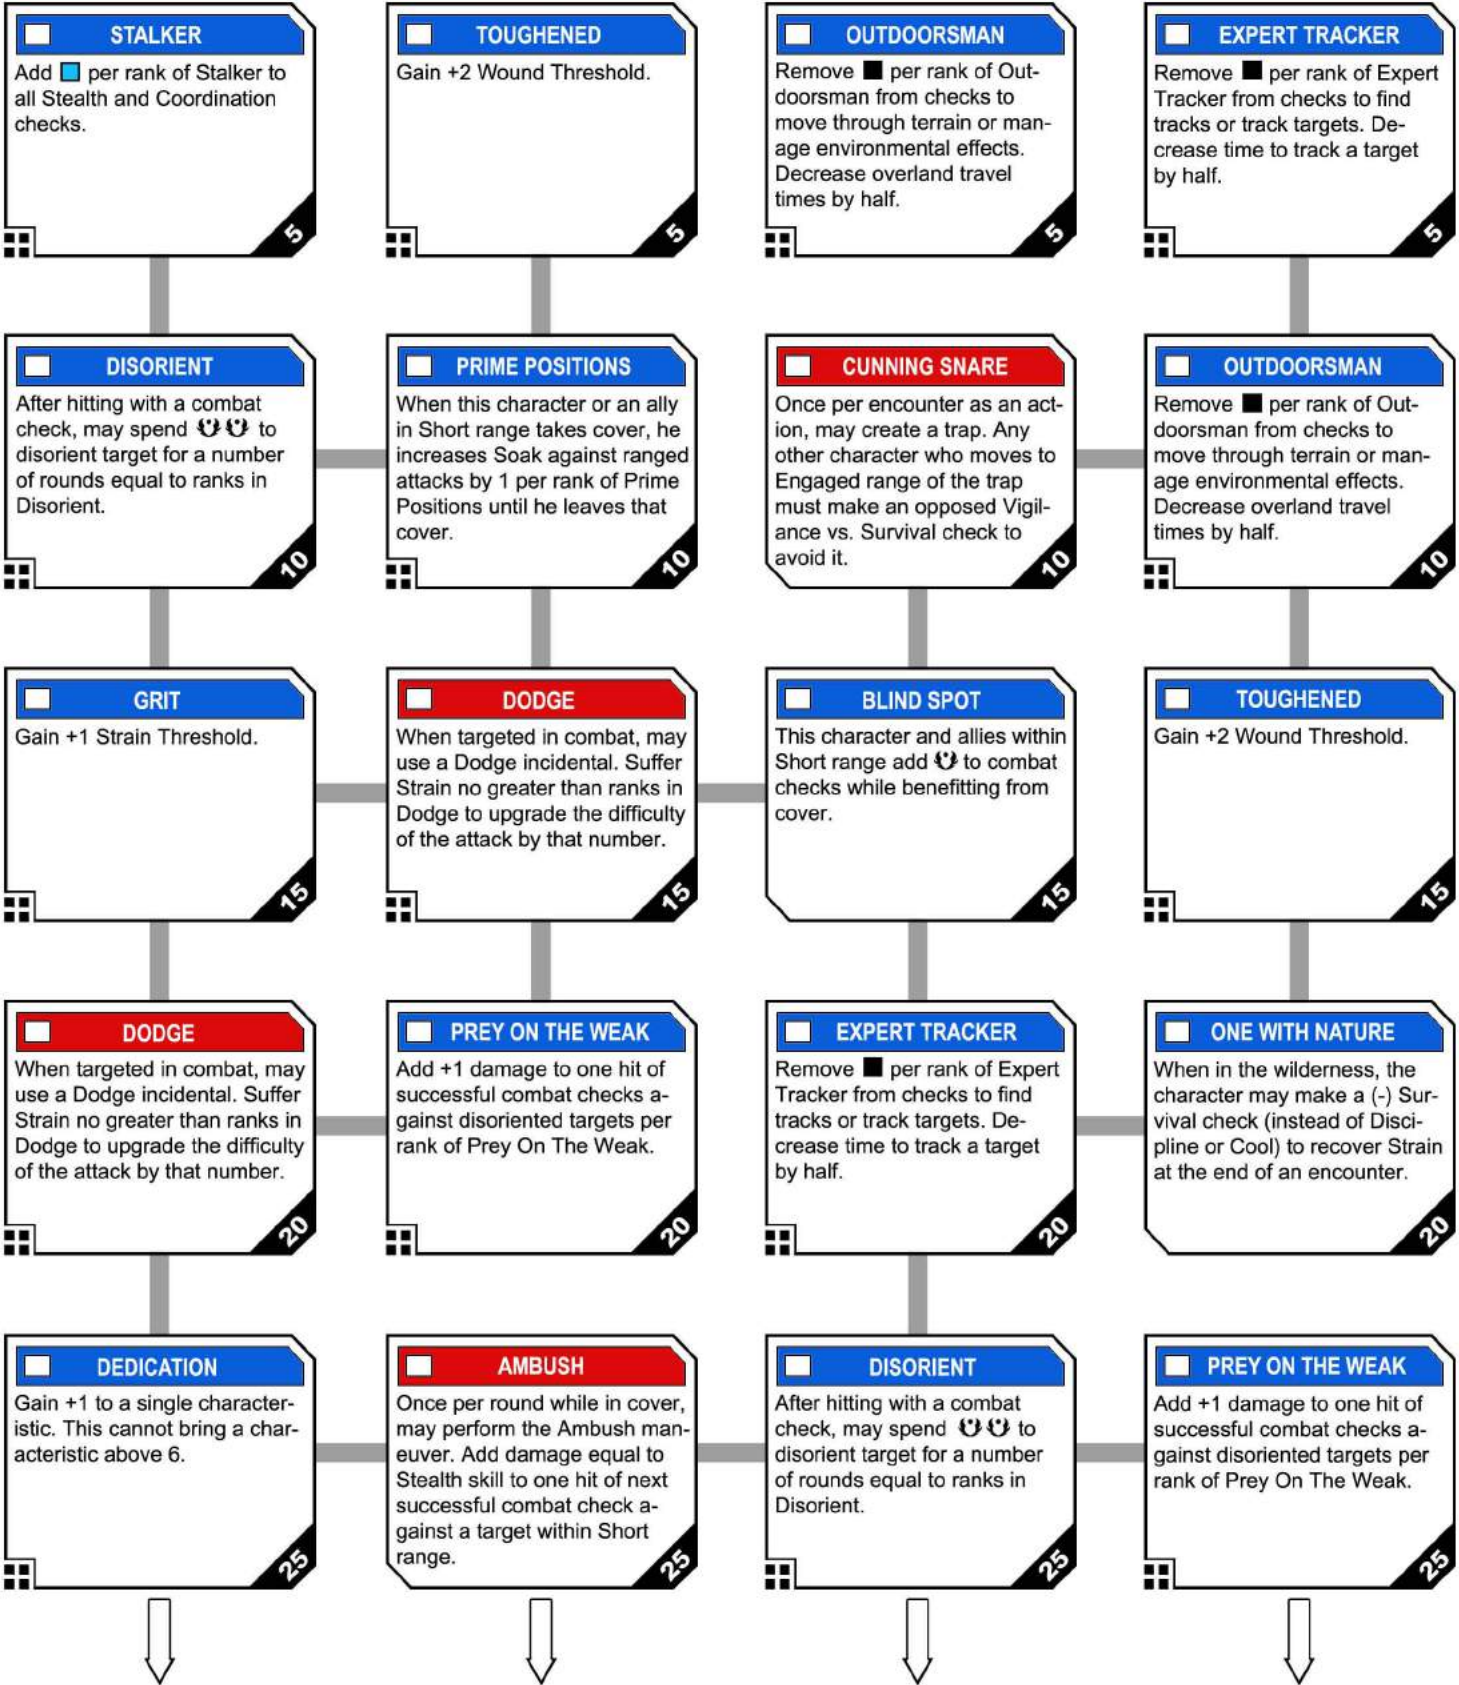 STALKER
Add per rank of Stalker to
all Stealth and Coordination
checks.
5
TOUGHENED
Gain +2 Wound Threshold.
5
OUTDOORSMAN
Remove per rank of Out-
doorsman from checks to
move through terrain or man-
age environmental effects.
Decrease overland travel
times by half.
5
EXPERT TRACKER
Remove per rank of Expert
Tracker from checks to find
tracks or track targets. De-
crease time to track a target
by half.
5
DISORIENT
After hitting with a combat
check, may spend to
disorient target for a number
of rounds equal to ranks in
Disorient.
10
PRIME POSITIONS
When this character or an ally
in Short range takes cover, he
increases Soak against ranged
attacks by 1 per rank of Prime
Positions until he leaves that
cover.
10
CUNNING SNARE
Once per encounter as an act-
ion, may create a trap. Any
other character who moves to
Engaged range of the trap
must make an opposed Vigil-
ance vs. Survival check to
avoid it.
10
OUTDOORSMAN
Remove per rank of Out-
doorsman from checks to
move through terrain or man-
age environmental effects.
Decrease overland travel
times by half.
10
GRIT
Gain +1 Strain Threshold.
15
DODGE
When targeted in combat, may
use a Dodge incidental. Suffer
Strain no greater than ranks in
Dodge to upgrade the difficulty
of the attack by that number.
15
BLIND SPOT
This character and allies within
Short range add to combat
checks while benefitting from
cover.
15
TOUGHENED
Gain +2 Wound Threshold.
15
DODGE
When targeted in combat, may
use a Dodge incidental. Suffer
Strain no greater than ranks in
Dodge to upgrade the difficulty
of the attack by that number.
20
PREY ON THE WEAK
Add +1 damage to one hit of
successful combat checks a-
gainst disoriented targets per
rank of Prey On The Weak.
20
EXPERT TRACKER
Remove per rank of Expert
Tracker from checks to find
tracks or track targets. De-
crease time to track a target
by half.
20
ONE WITH NATURE
When in the wilderness, the
character may make a (-) Sur-
vival check (instead of Disci-
pline or Cool) to recover Strain
at the end of an encounter.
20
DEDICATION
Gain +1 to a single character-
istic. This cannot bring a char-
acteristic above 6.
25
AMBUSH
Once per round while in cover,
may perform the Ambush man-
euver. Add damage equal to
Stealth skill to one hit of next
successful combat check a-
gainst a target within Short
range.
25
DISORIENT
After hitting with a combat
check, may spend to
disorient target for a number
of rounds equal to ranks in
Disorient.
25
PREY ON THE WEAK
Add +1 damage to one hit of
successful combat checks a-
gainst disoriented targets per
rank of Prey On The Weak.
25